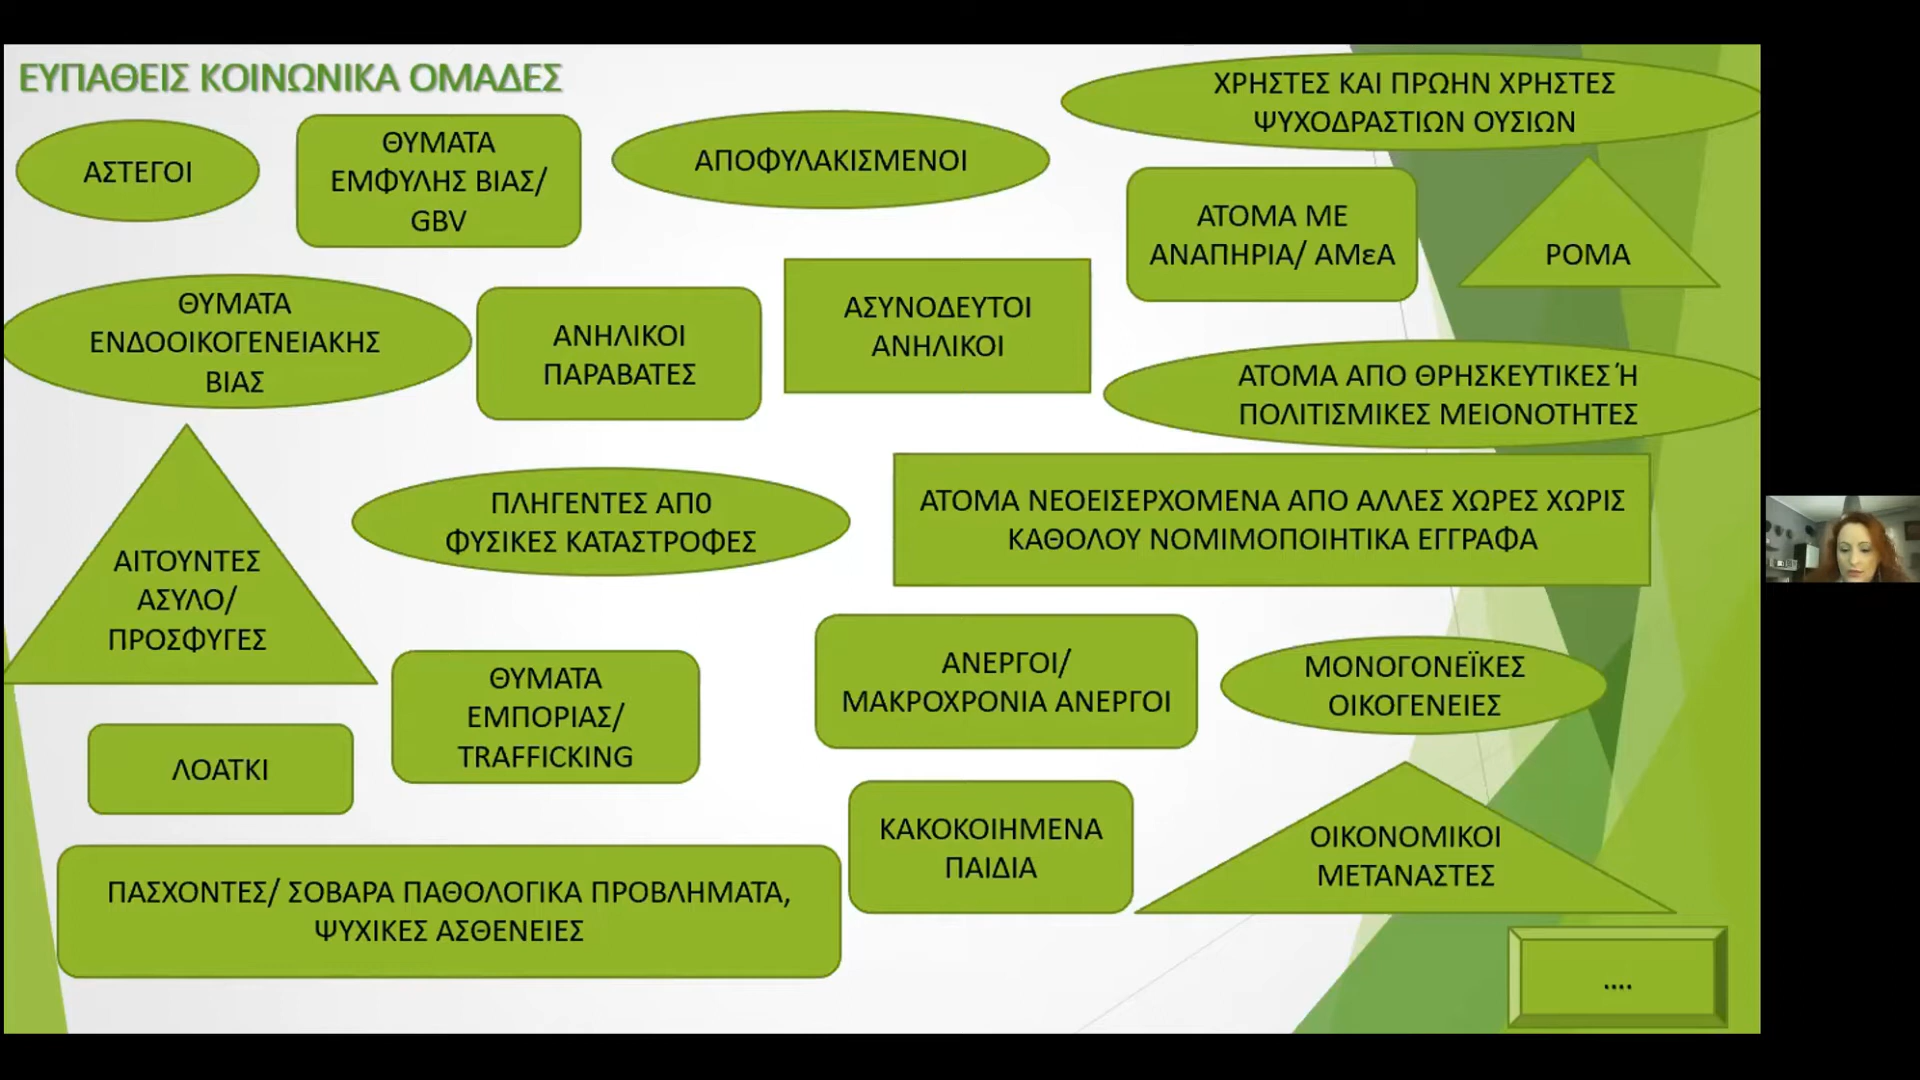 ΕΥΠΑΘΕΙΣ ΚΟΙΝΩΝΙΚΑ ΟΜΑΔΕΣ
ΧΡΗΣΤΕΣ ΚΑΙ ΠΡΩΗΝ ΧΡΗΣΤΕΣ
ΨΥΧΟΔΡΑΣΤΙΩΝ ΟΥΣΙΩΝ
ΑΣΤΕΓΟΙ
ΘΥΜΑΤΑ
ΕΜΦΥΛΗΣ ΒΙΑΣ/
GBV
ΑΠΟΦΥΛΑΚΙΣΜΕΝΟΙ
ΑΤΟΜΑ ΜΕ
ΑΝΑΠΗΡΙΑ/ ΑΜεΑ
ΡΟΜΑ
ΘΥΜΑΤΑ
ΕΝΔΟΟΙΚΟΓΕΝΕΙΑΚΗΣ
ΒΙΑΣ
ΑΝΗΛΙΚΟΙ
ΠΑΡΑΒΑΤΕΣ
ΑΣΥΝΟΔΕΥΤΟΙ
ΑΝΗΛΙΚΟΙ
ΑΤΟΜΑ ΑΠΟ ΘΡΗΣΚΕΥΤΙΚΕΣ Ή
ΠΟΛΙΤΙΣΜΙΚΕΣ ΜΕΙΟΝΟΤΗΤΕΣ
ΑΙΤΟΥΝΤΕΣ
ΑΣΥΛΟ/
ΠΡΟΣΦΥΓΕΣ
ΠΛΗΓΕΝΤΕΣ ΑΠ0
ΦΥΣΙΚΕΣ ΚΑΤΑΣΤΡΟΦΕΣ
ΑΤΟΜΑ ΝΕΟΕΙΣΕΡΧΟΜΕΝΑ ΑΠΟ ΑΛΛΕΣ ΧΩΡΕΣ ΧΩΡΙΣ
ΚΑΘΟΛΟΥ ΝΟΜΙΜΟΠΟΙΗΤΙΚΑ ΕΓΓΡΑΦΑ
ΘΥΜΑΤΑ
ΕΜΠΟΡΙΑΣ/
TRAFFICKING
ΑΝΕΡΓΟΙ/
ΜΑΚΡΟΧΡΟΝΙΑ ΑΝΕΡΓΟΙ
ΜΟΝΟΓΟΝΕΪΚΕΣ
ΟΙΚΟΓΕΝΕΙΕΣ
ΛΟΑΤΚΙ
ΚΑΚΟΚΟΙΗΜΕΝΑ
ΠΑΙΔΙΑ
ΟΙΚΟΝΟΜΙΚΟΙ
ΜΕΤΑΝΑΣΤΕΣ
ΠΑΣΧΟΝΤΕΣ/ ΣΟΒΑΡΑ ΠΑΘΟΛΟΓΙΚΑ ΠΡΟΒΛΗΜΑΤΑ,
ΨΥΧΙΚΕΣ ΑΣΘΕΝΕΙΕΣ
....